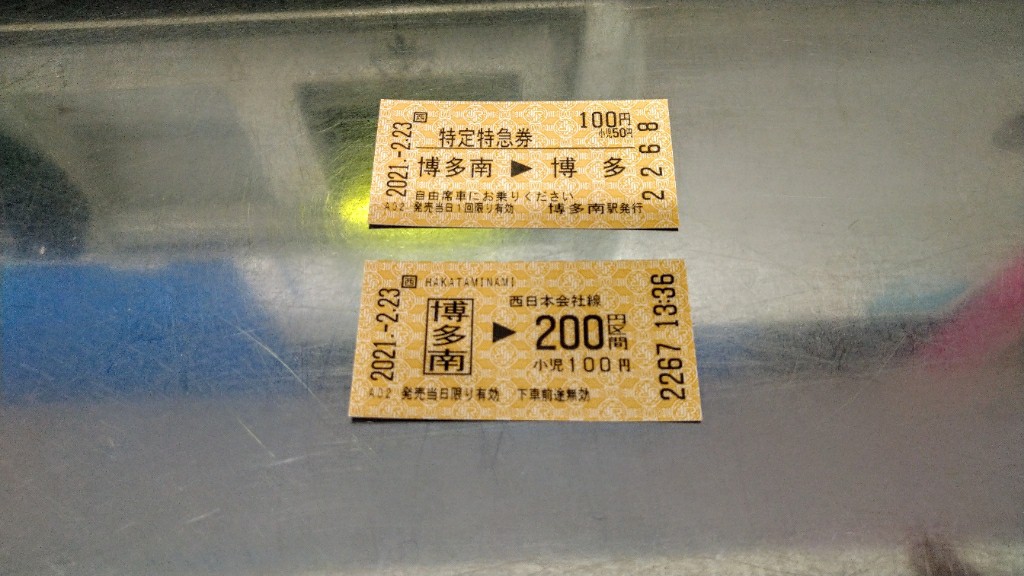 2021.-2.23
西
100円
小児50円
特定特急券
博多南 ▶ 博多
自由席車にお乗りください
A02 発売当日1回限り有効 博多南駅発行
2268
2021.-2.23
西 HAKATAMINAMI
西日本会社線
博多南 ▶ 200円区間
小児100円
A02 発売当日限り有効 下車前途無効
2267 13:36